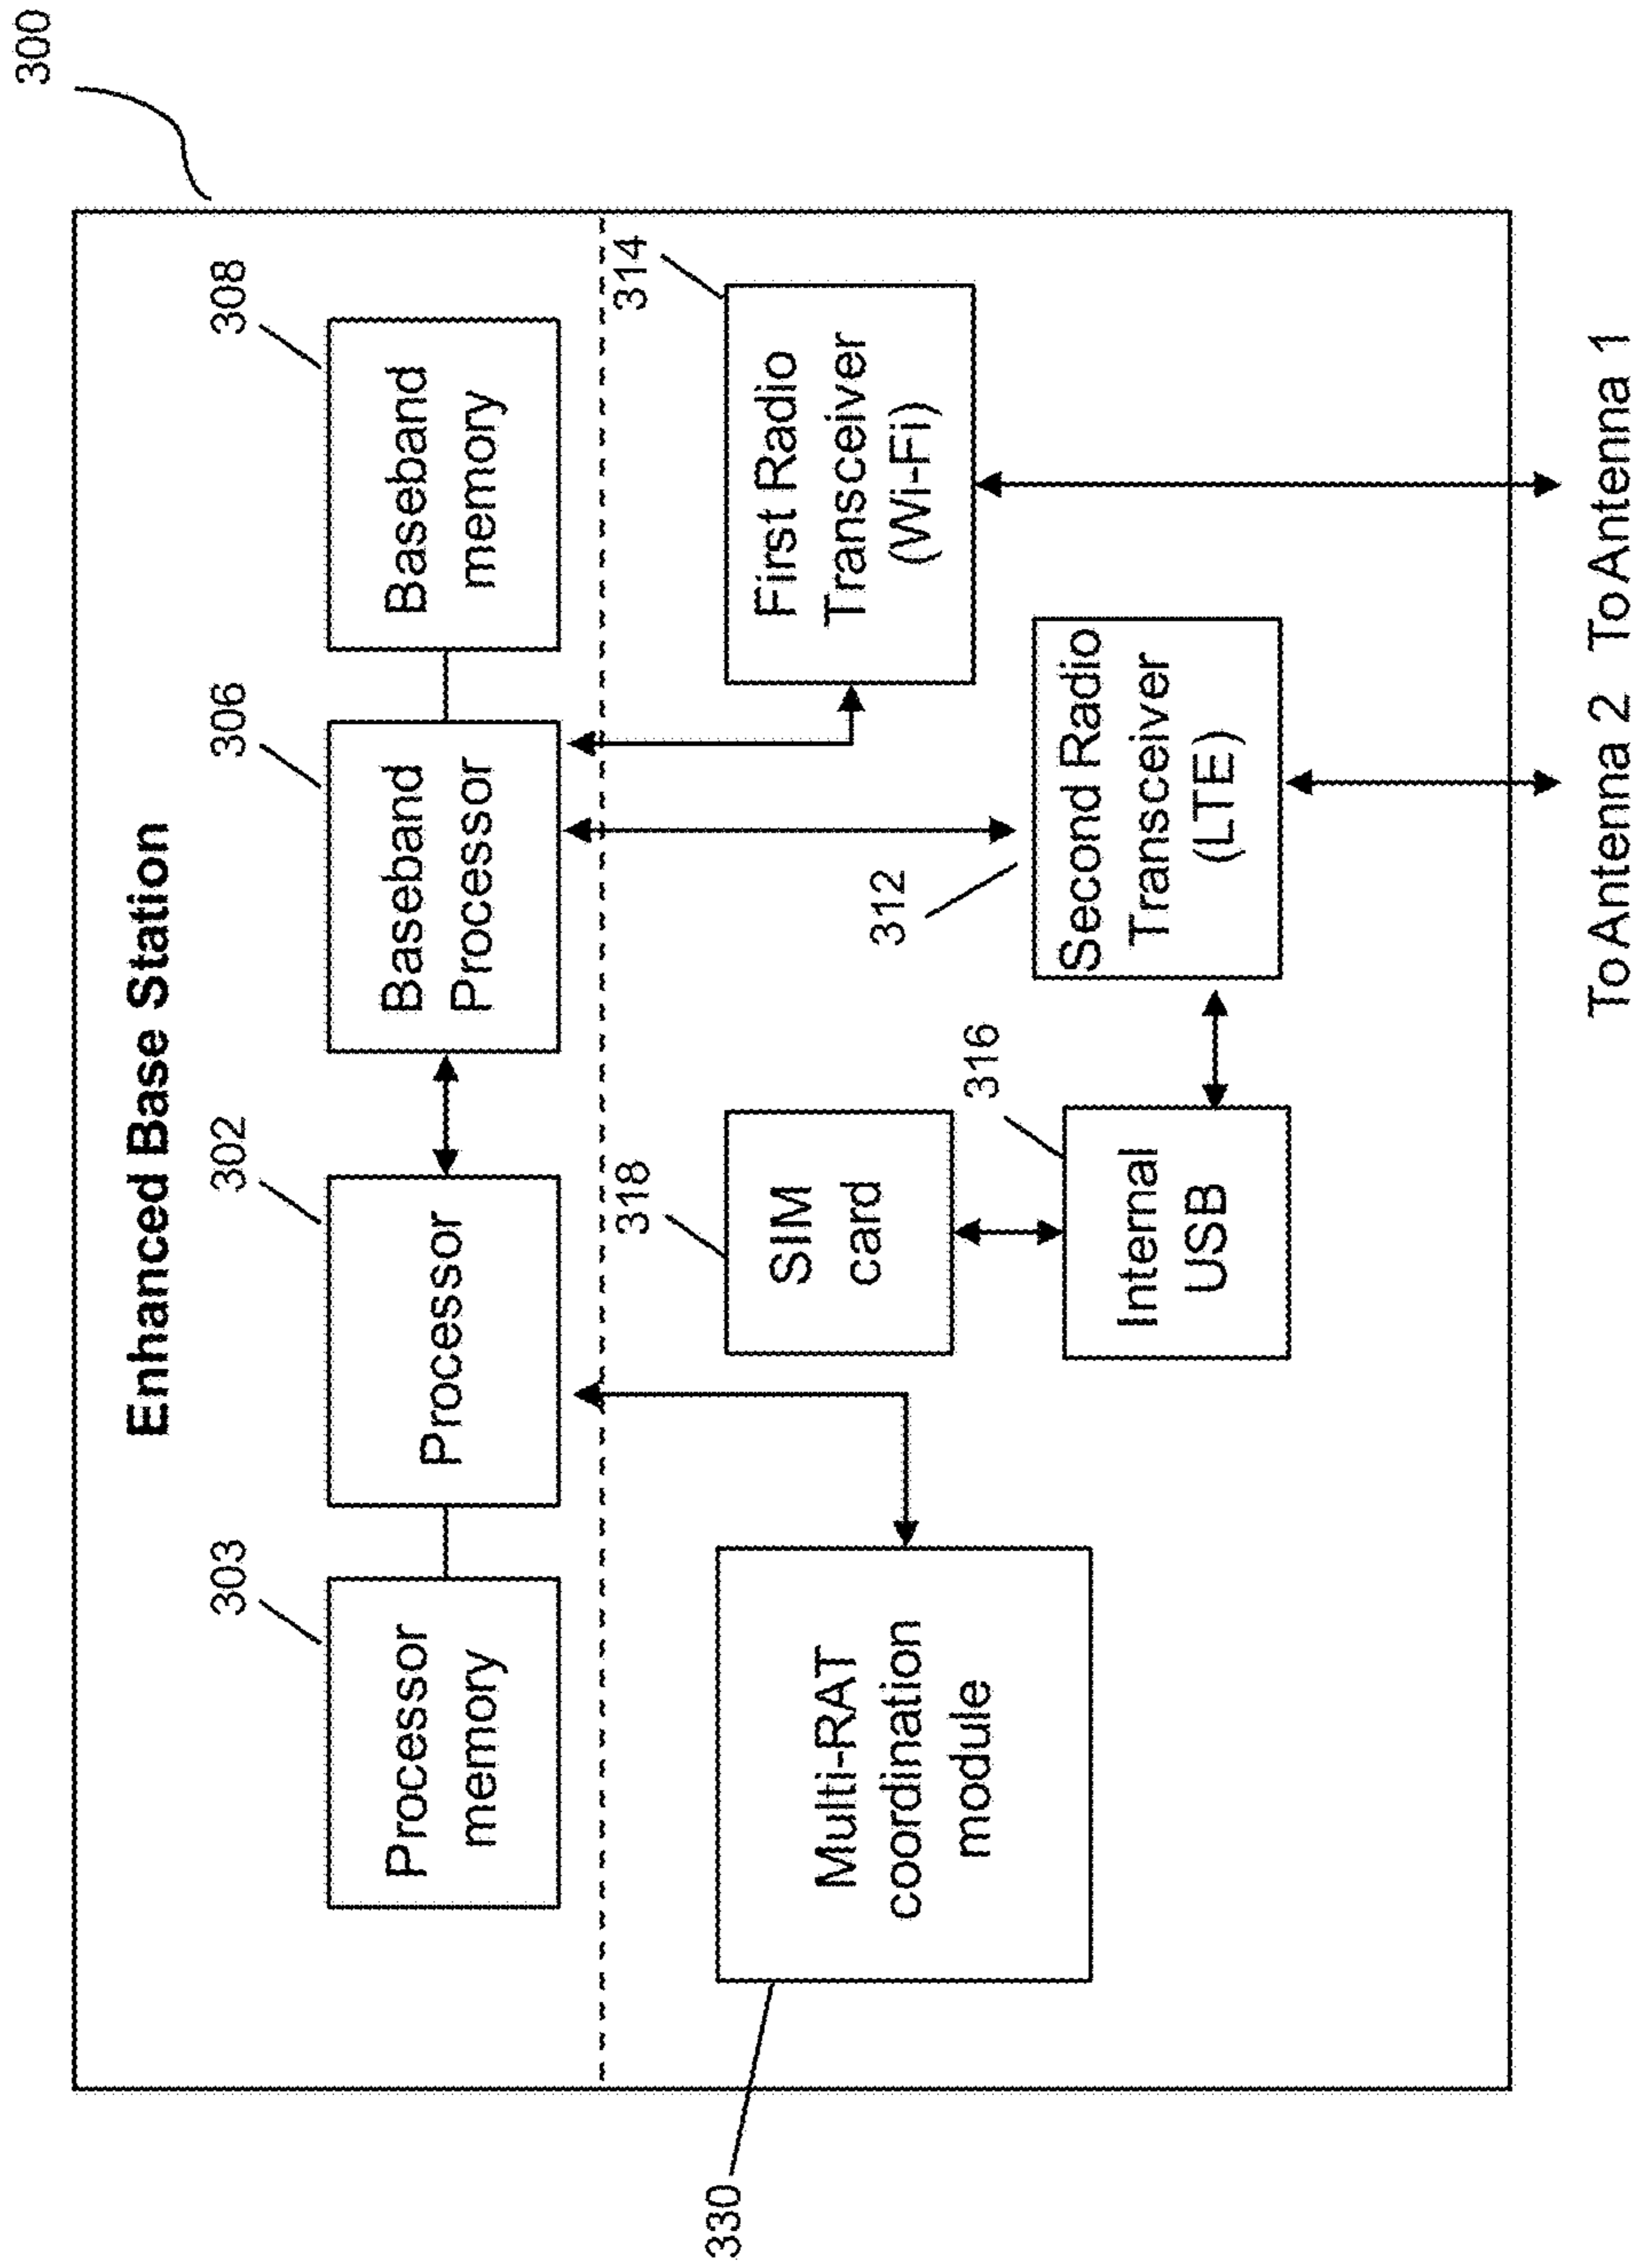 300
Enhanced Base Station
303
302
306
308
Processor
memory
Processor
Baseband
Processor
Baseband
memory
330
318
314
Multi-RAT
coordination
module
SIM
card
First Radio
Transceiver
(Wi-Fi)
312
316
Internal
USB
Second Radio
Transceiver
(LTE)
To Antenna 2
To Antenna 1